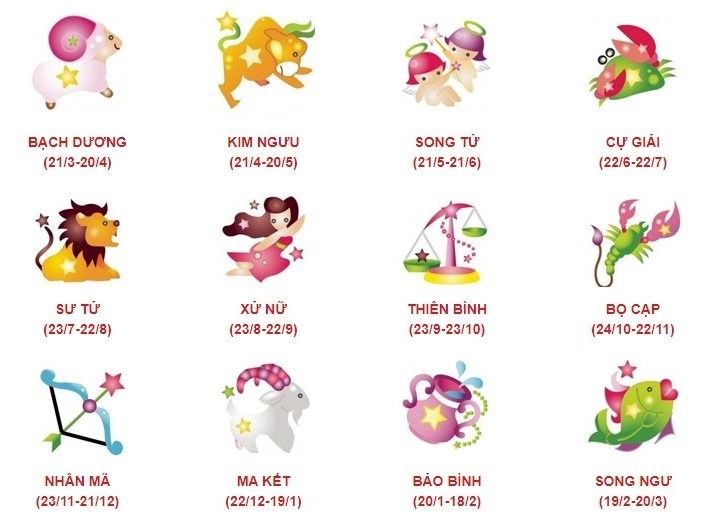 BẠCH DƯƠNG
(21/3-20/4)
KIM NGƯU
(21/4-20/5)
SONG TỬ
(21/5-21/6)
CỰ GIẢI
(22/6-22/7)
SƯ TỬ
(23/7-22/8)
XỬ NỮ
(23/8-22/9)
THIÊN BÌNH
(23/9-23/10)
BỌ CẠP
(24/10-22/11)
NHÂN MÃ
(23/11-21/12)
MA KẾT
(22/12-19/1)
BẢO BÌNH
(20/1-18/2)
SONG NGƯ
(19/2-20/3)